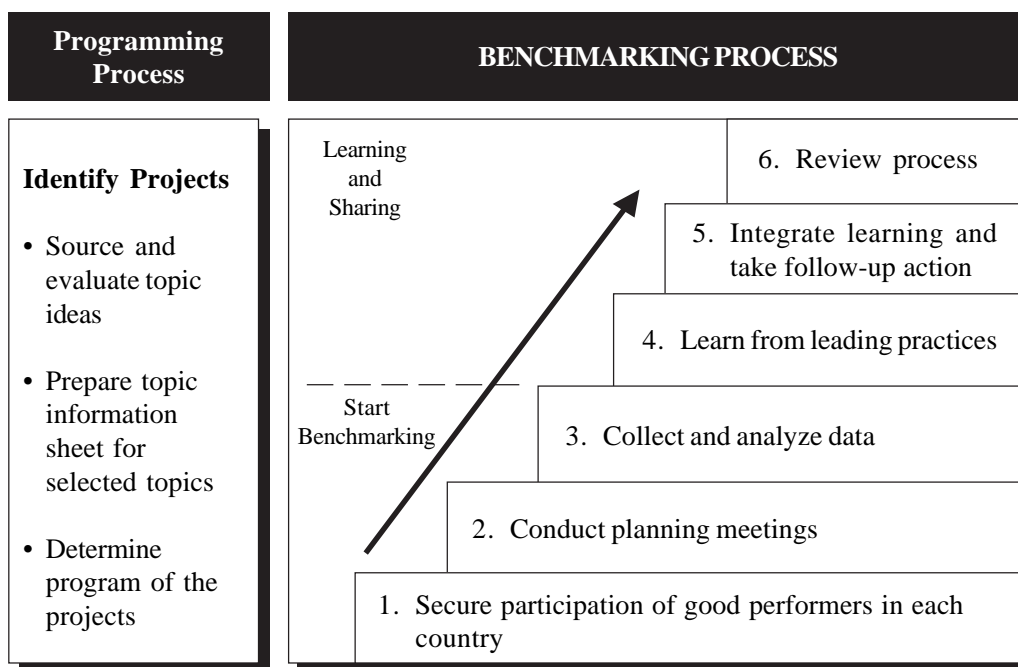 Programming
Process
BENCHMARKING PROCESS
Identify Projects
• Source and
evaluate topic
ideas
• Prepare topic
information
sheet for
selected topics
• Determine
program of the
projects
Learning
and
Sharing
Start
Benchmarking
6. Review process
5. Integrate learning and
take follow-up action
4. Learn from leading practices
3. Collect and analyze data
2. Conduct planning meetings
1. Secure participation of good performers in each
country